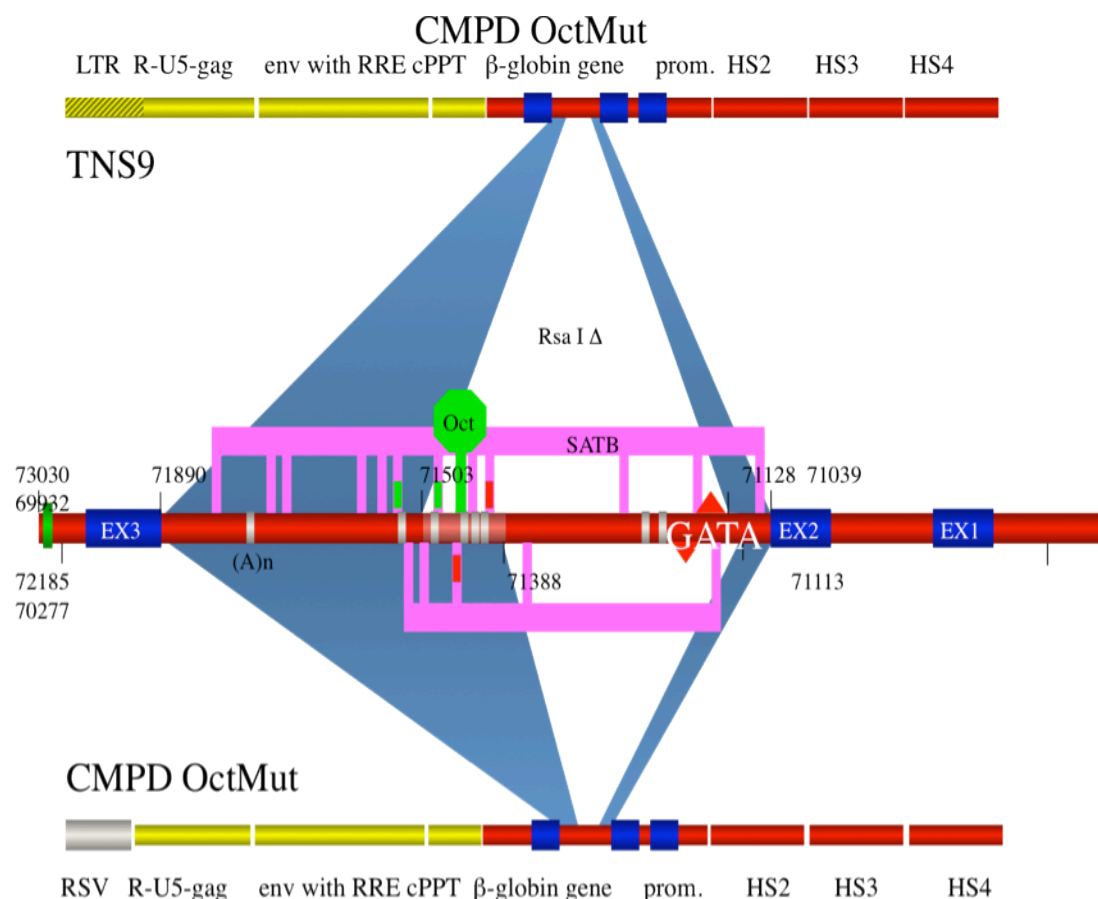 CMPD OctMut
LTR R-U5-gag env with RRE cPPT β-globin gene prom. HS2 HS3 HS4
TNS9
Rsa I Δ
Oct
SATB
73030 71890 71503 71128 71039
69932
EX3 GATA EX2 EX1
(A)n
72185 71388 71113
70277
CMPD OctMut
RSV R-U5-gag env with RRE cPPT β-globin gene prom. HS2 HS3 HS4